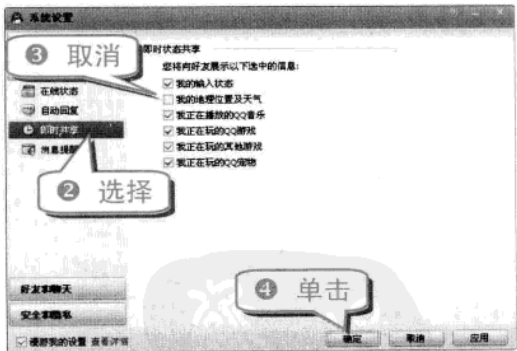 系统设置
❸ 取消
即时状态共享
您将向好友展示以下选中的信息:
我的输入状态
在线状态
我的地理位置及天气
自动回复
我正在播放的QQ音乐
即时共享
我正在玩的QQ游戏
消息提醒
我正在玩的其他游戏
我正在玩的QQ宠物
❷ 选择
好友和聊天
❹ 单击
安全和隐私
漫游我的设置 查看详情
确定
取消
应用